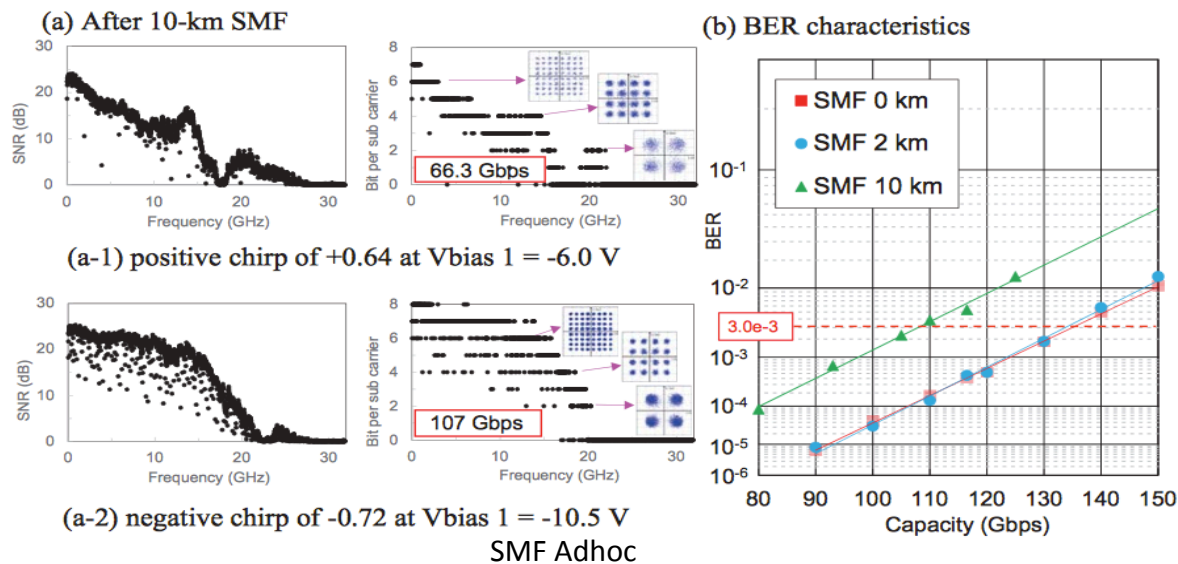 (a) After 10-km SMF
30
20
10
0
SNR (dB)
0
10
20
30
Frequency (GHz)
8
6
4
2
0
Bit per sub carrier
66.3 Gbps
0
10
20
30
Frequency (GHz)
(a-1) positive chirp of +0.64 at Vbias 1 = -6.0 V
30
20
10
0
SNR (dB)
0
10
20
30
Frequency (GHz)
8
6
4
2
0
Bit per sub carrier
107 Gbps
0
10
20
30
Frequency (GHz)
(a-2) negative chirp of -0.72 at Vbias 1 = -10.5 V
(b) BER characteristics
SMF 0 km
SMF 2 km
SMF 10 km
BER
10-1
10-2
3.0e-3
10-3
10-4
10-5
10-6
80 90 100 110 120 130 140 150
Capacity (Gbps)
SMF Adhoc